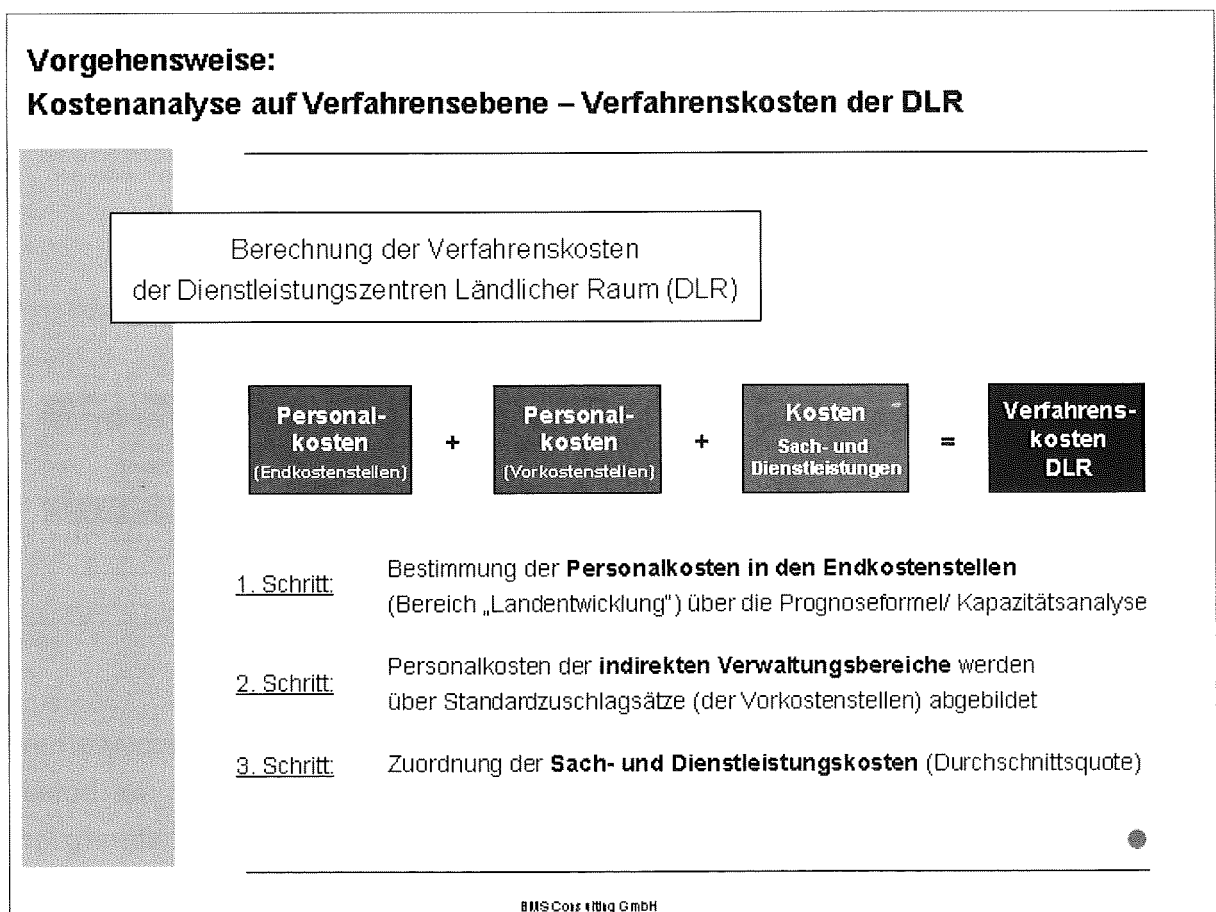 Vorgehensweise:
Kostenanalyse auf Verfahrensebene – Verfahrenskosten der DLR
Berechnung der Verfahrenskosten
der Dienstleistungszentren Ländlicher Raum (DLR)
Personal-
kosten
(Endkostenstellen)
+
Personal-
kosten
(Vorkostenstellen)
+
Kosten
Sach- und
Dienstleistungen
=
Verfahrens-
kosten
DLR
1. Schritt: Bestimmung der Personalkosten in den Endkostenstellen
(Bereich „Landentwicklung“) über die Prognoseformel/ Kapazitätsanalyse
2. Schritt: Personalkosten der indirekten Verwaltungsbereiche werden
über Standardzuschlagsätze (der Vorkostenstellen) abgebildet
3. Schritt: Zuordnung der Sach- und Dienstleistungskosten (Durchschnittsquote)
BMS Consulting GmbH